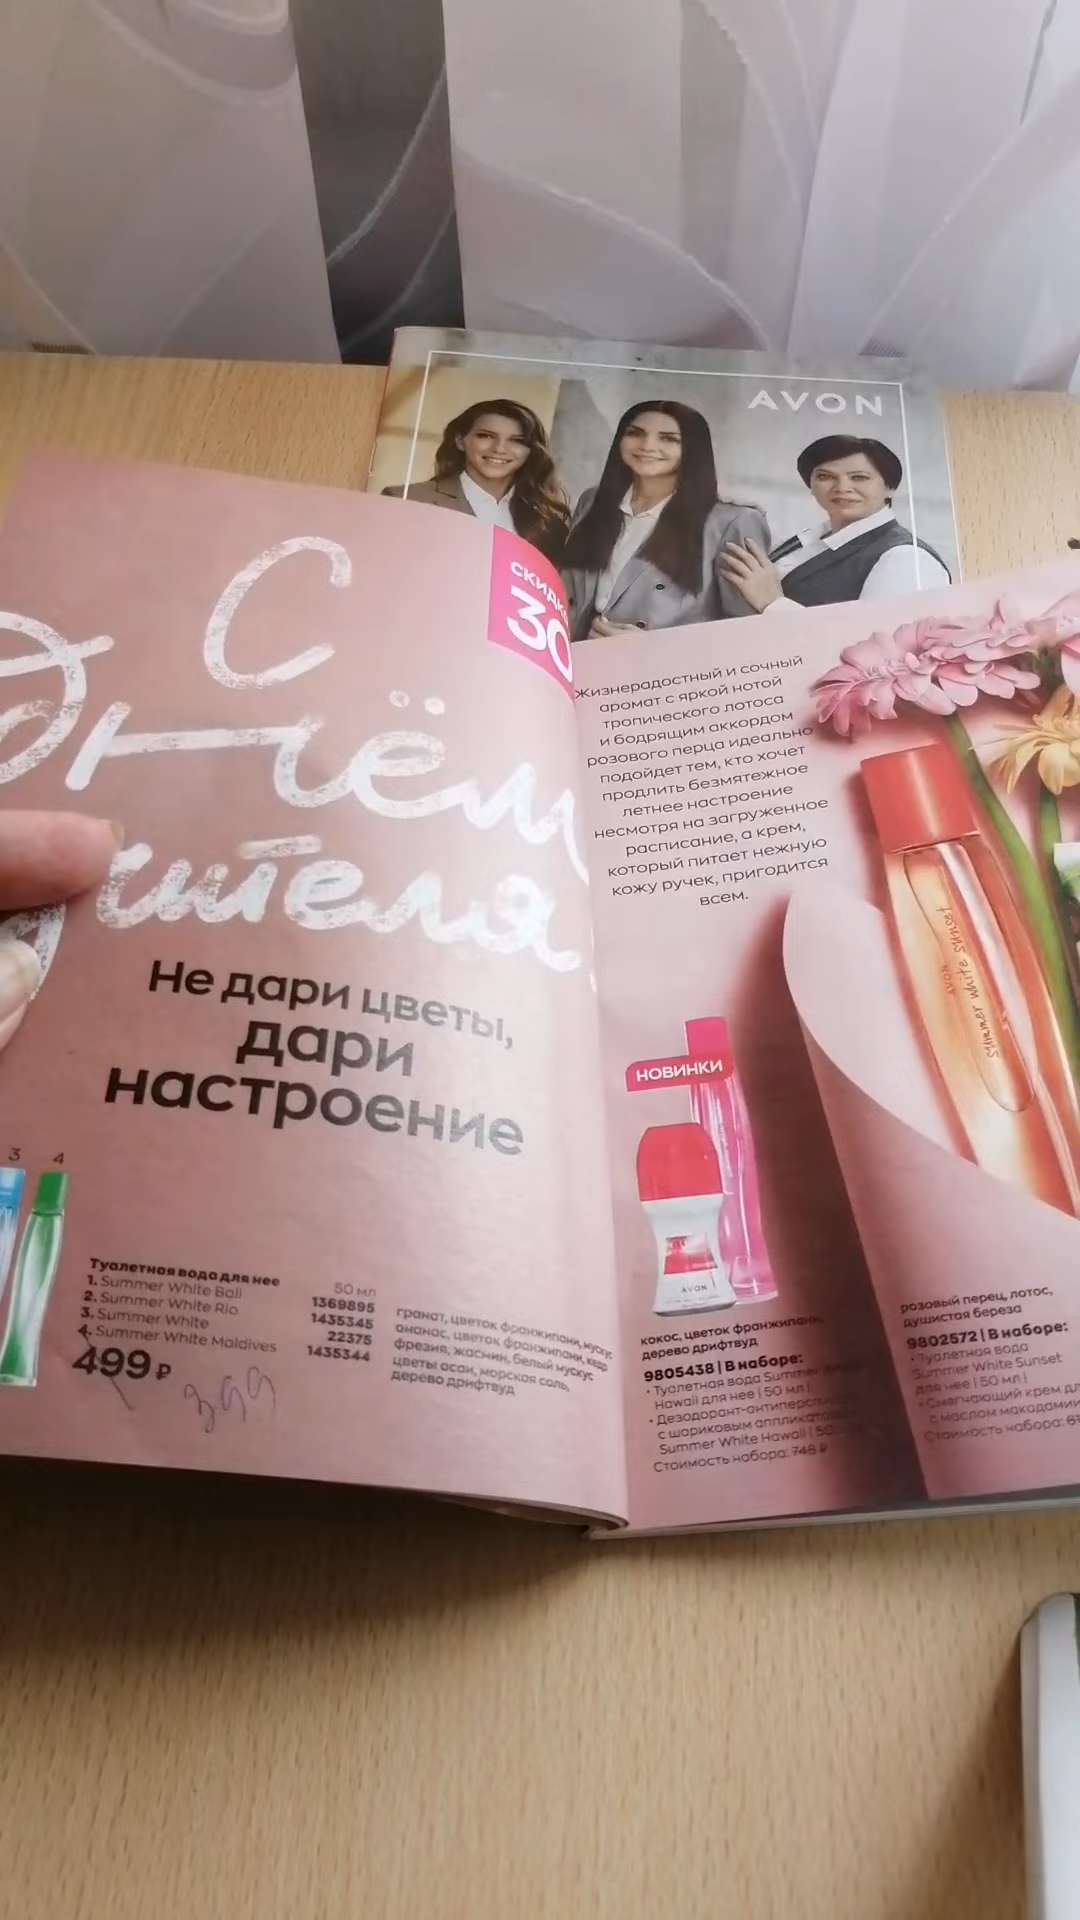 AVON
С
днём
учителя
СКИДК
30
Не дари цветы,
дари
настроение
3 4
Туалетная вода для нее 50 мл
1. Summer White Bali 1369895
2. Summer White Rio 1435345
3. Summer White 22375
4. Summer White Maldives 1435344
499 ₽
399
гранат, цветок франжипани, мускус
ананас, цветок франжипани, кедр
фрезия, жасмин, белый мускус
цветы асаи, морская соль,
дерево дрифтвуд
Жизнерадостный и сочный
аромат с яркой нотой
тропического лотоса
и бодрящим аккордом
розового перца идеально
подойдет тем, кто хочет
продлить безмятежное
летнее настроение
несмотря на загруженное
расписание, а крем,
который питает нежную
кожу ручек, пригодится
всем.
AVON
Summer White Sunset
НОВИНКИ
AVON
кокос, цветок франжипани,
дерево дрифтвуд
9805438 | В наборе:
• Туалетная вода Summer
Hawaii для нее | 50 мл |
• Дезодорант-антиперспи
с шариковым аппликато
Summer White Hawaii | 50
Стоимость набора: 748 ₽
розовый перец, лотос,
душистая береза
9802572 | В наборе:
• Туалетная вода
Summer White Sunset
для нее | 50 мл |
• Смягчающий крем дл
с маслом макадамии
Стоимость набора: